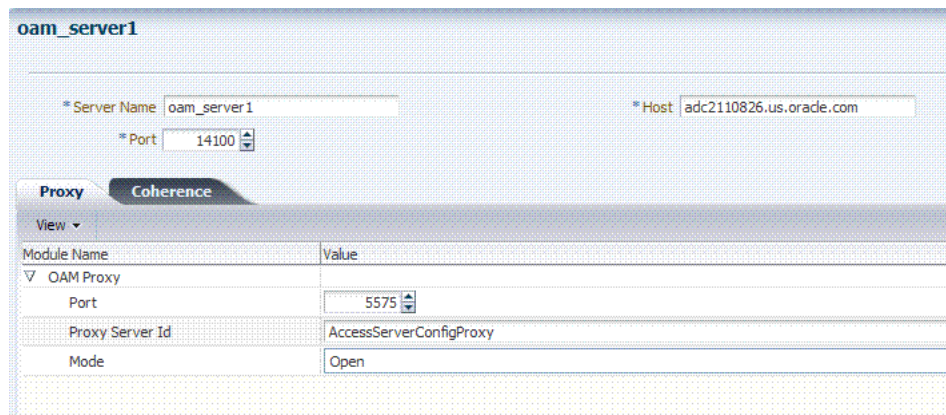 oam_server1
* Server Name oam_server1 * Host adc2110826.us.oracle.com
* Port 14100
Proxy Coherence
View
Module Name Value
OAM Proxy
Port 5575
Proxy Server Id AccessServerConfigProxy
Mode Open